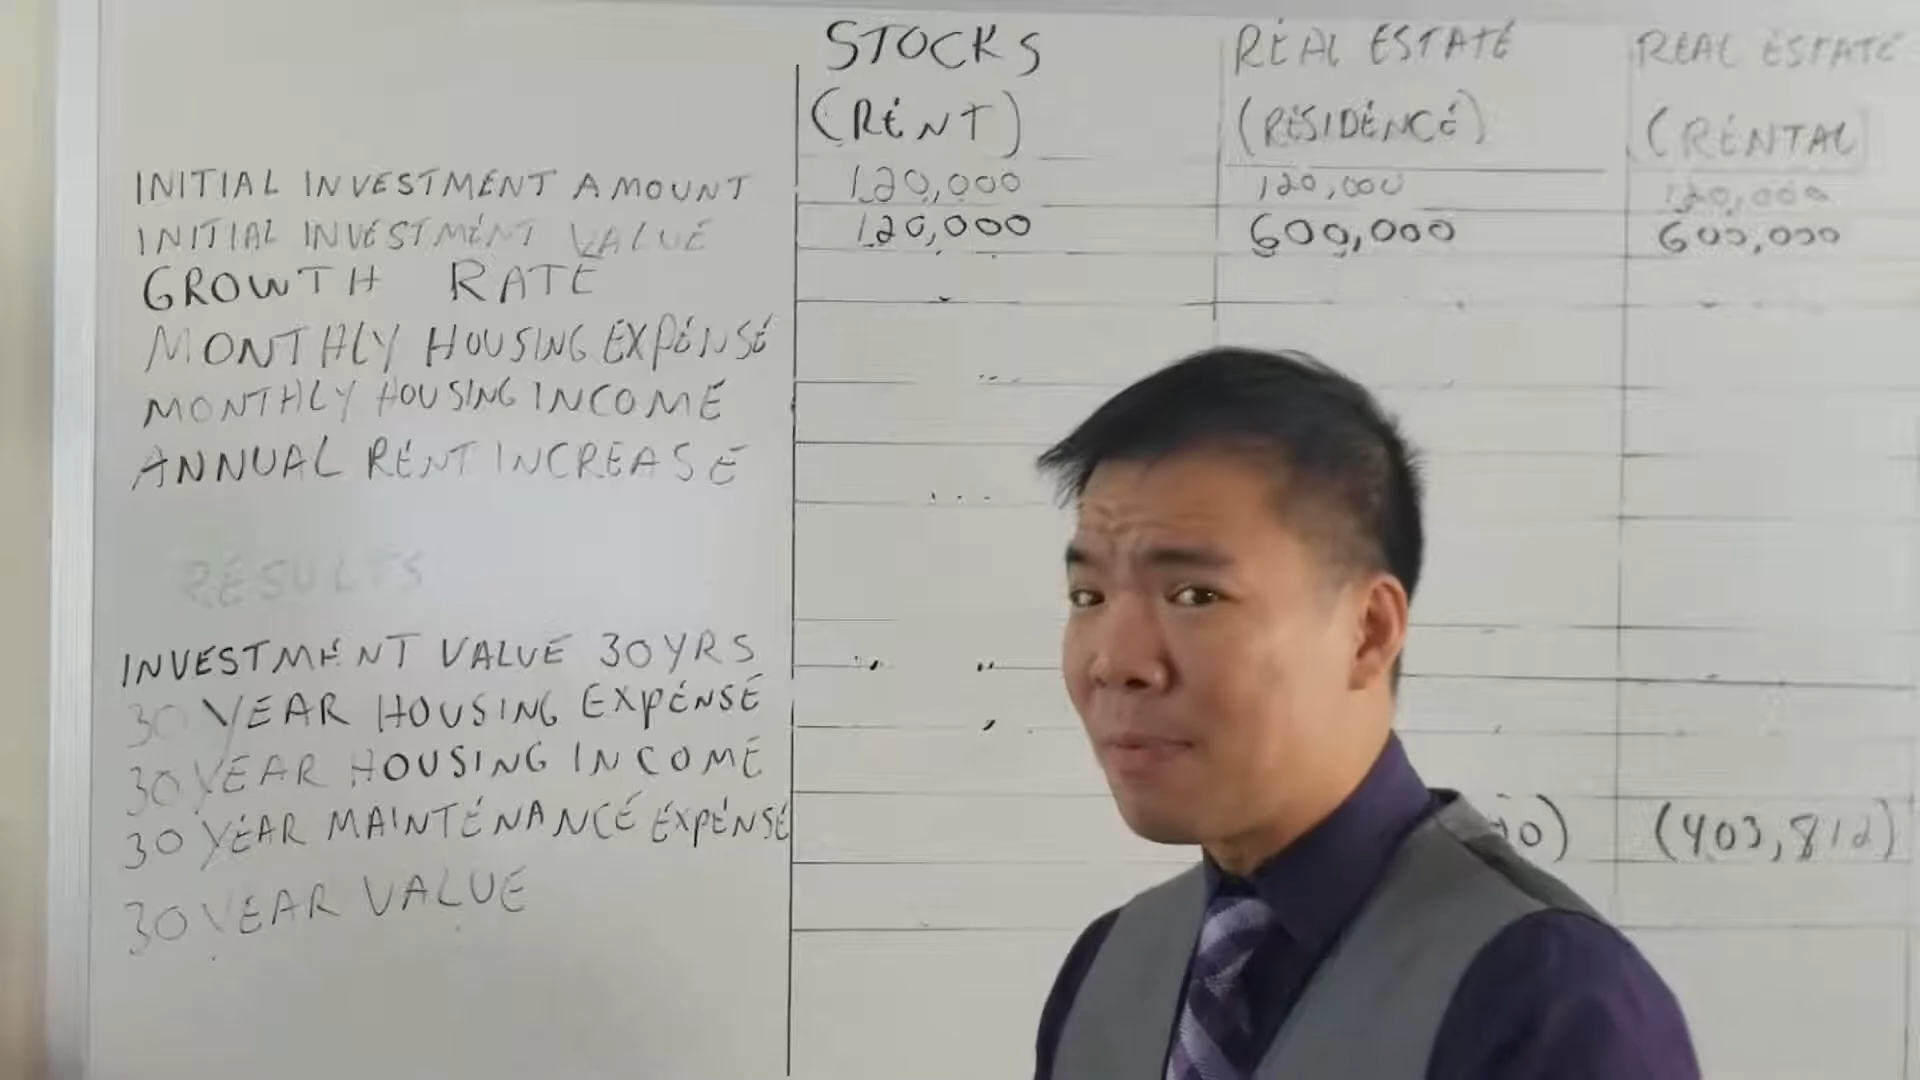 STOCKS REAL ESTATE REAL ESTATE
(RENT) (RESIDENCE) (RENTAL)
INITIAL INVESTMENT AMOUNT 120,000 120,000 120,000
INITIAL INVESTMENT VALUE 120,000 600,000 600,000
GROWTH RATE
MONTHLY HOUSING EXPENSE
MONTHLY HOUSING INCOME
ANNUAL RENT INCREASE
RESULTS
INVESTMENT VALUE 30 YRS
30 YEAR HOUSING EXPENSE
30 YEAR HOUSING INCOME
30 YEAR MAINTENANCE EXPENSE (403,812)
30 YEAR VALUE